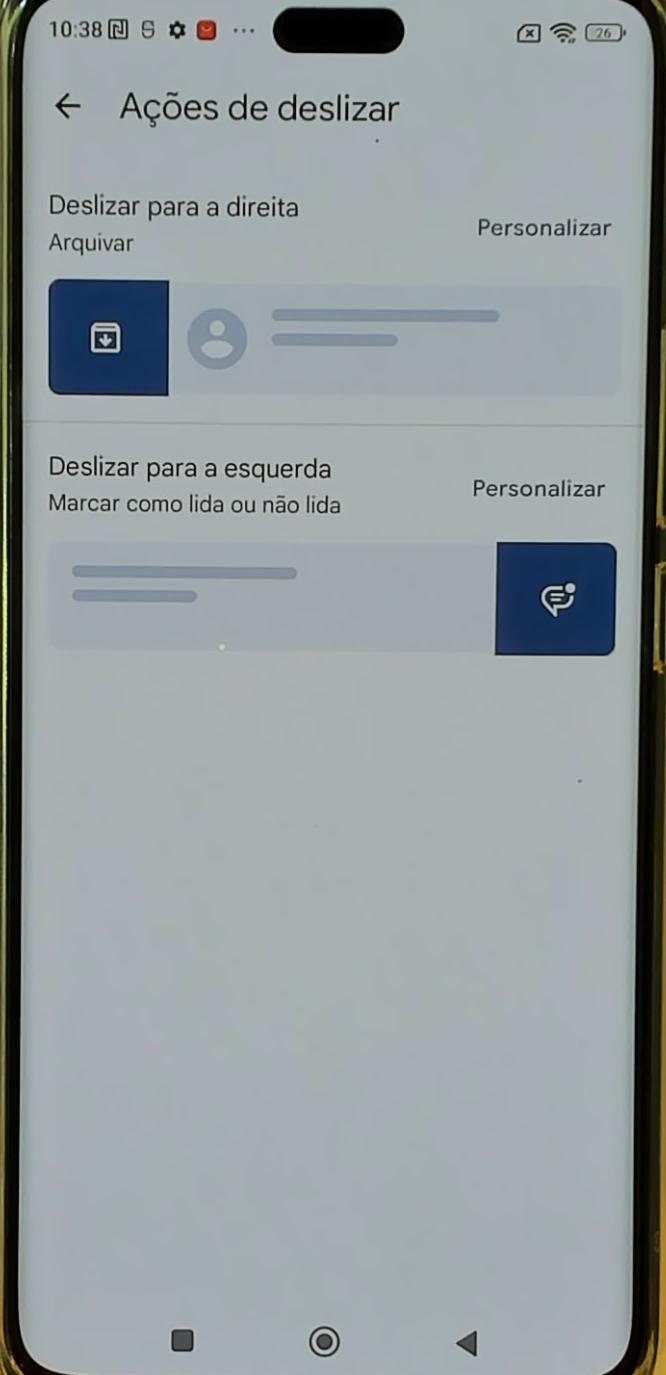 10:38
26
Ações de deslizar
Deslizar para a direita
Arquivar
Personalizar
Deslizar para a esquerda
Marcar como lida ou não lida
Personalizar